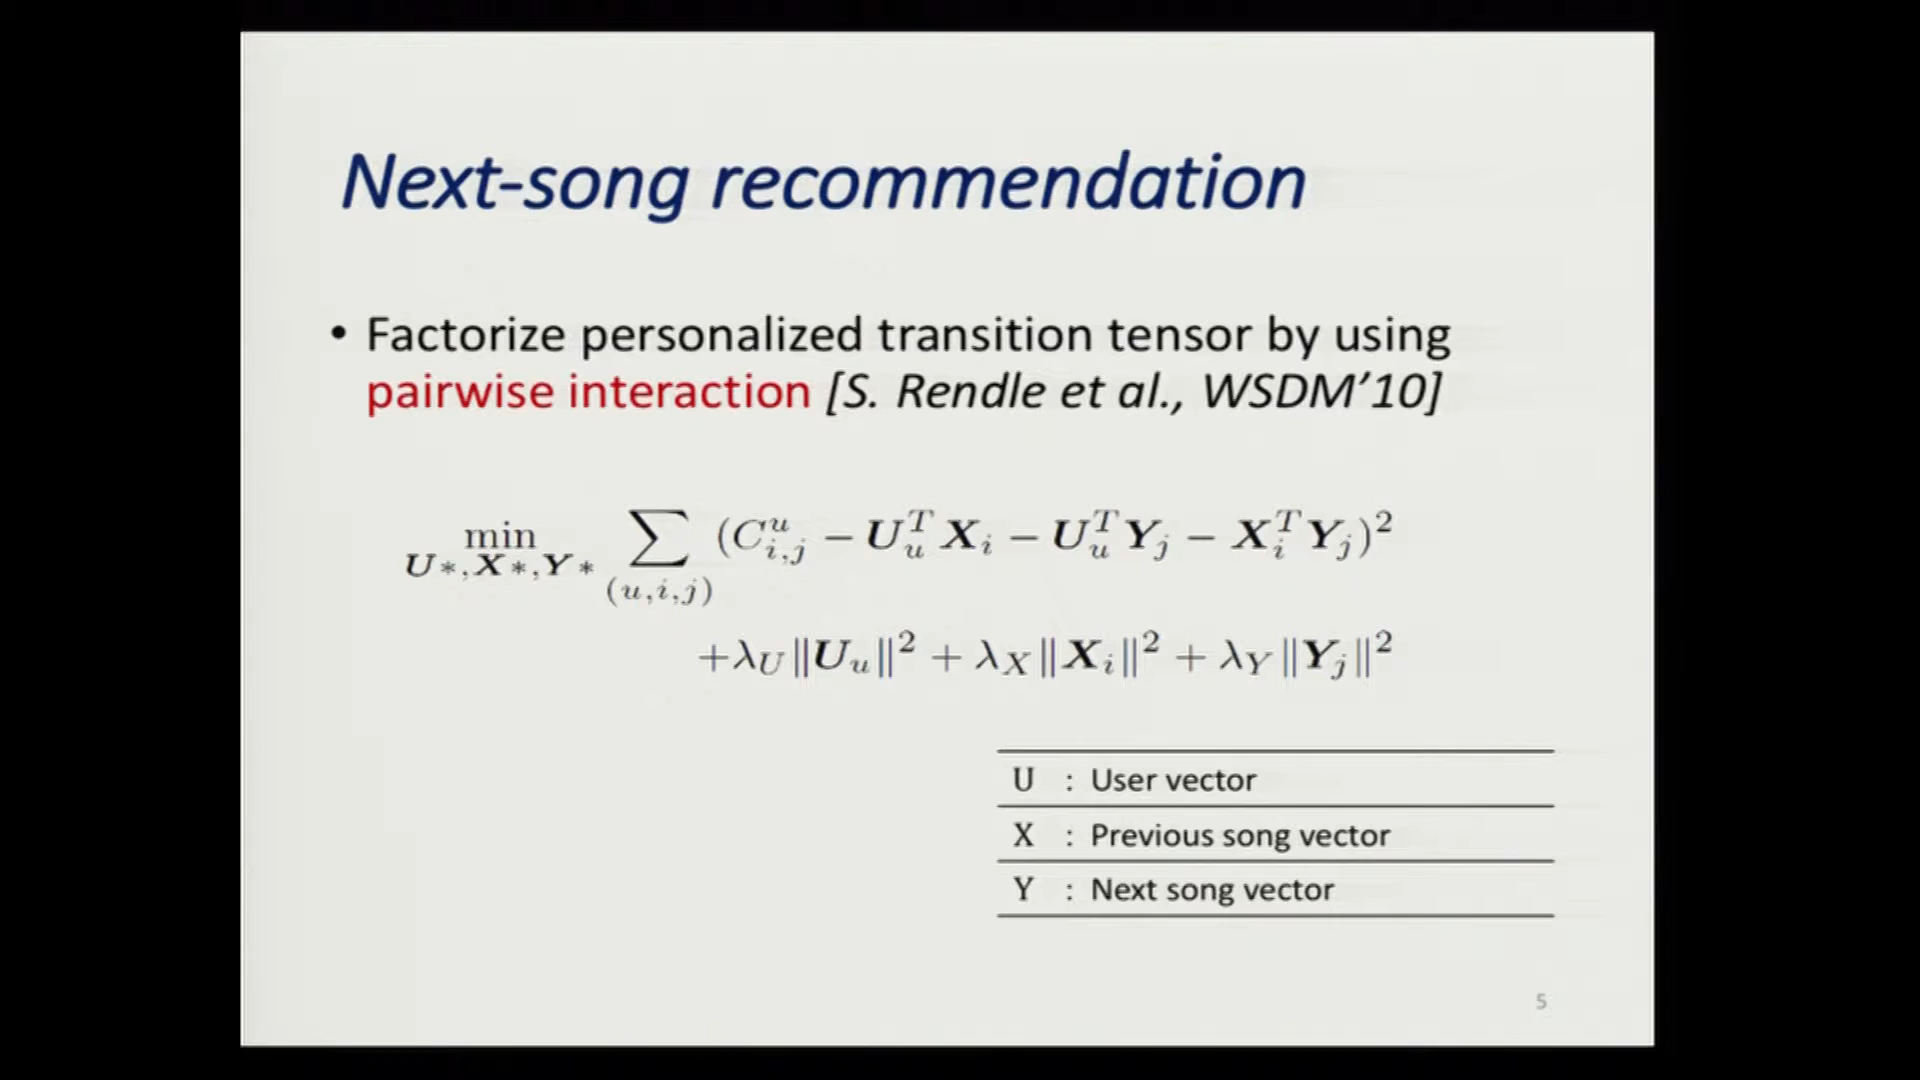 Next-song recommendation
• Factorize personalized transition tensor by using
pairwise interaction [S. Rendle et al., WSDM'10]
min_{U*,X*,Y*} ∑_{(u,i,j)} (C^u_{i,j} − U_u^T X_i − U_u^T Y_j − X_i^T Y_j)^2
+λ_U‖U_u‖^2 + λ_X‖X_i‖^2 + λ_Y‖Y_j‖^2
U : User vector
X : Previous song vector
Y : Next song vector
5